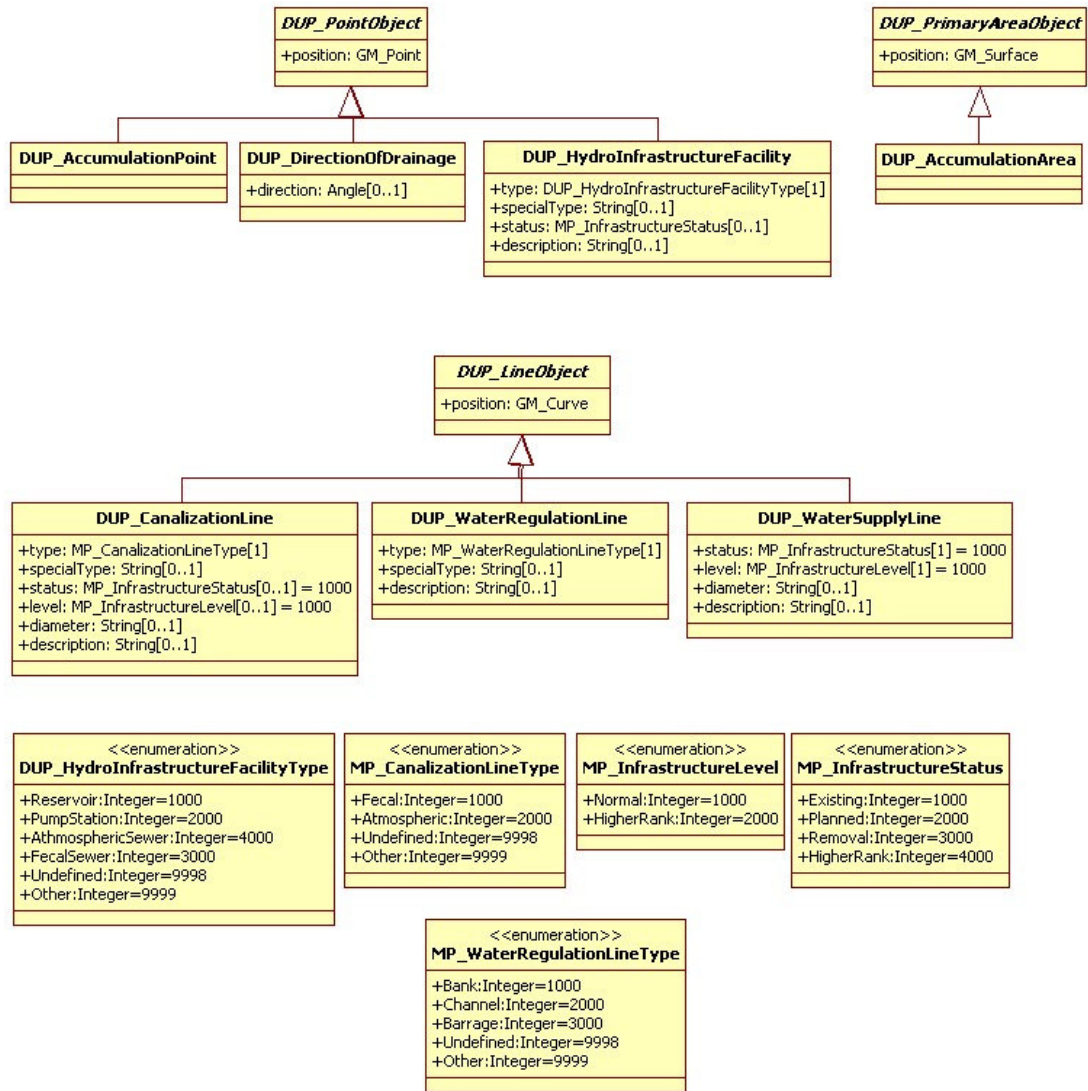 DUP_PointObject
+position: GM_Point
DUP_PrimaryAreaObject
+position: GM_Surface
DUP_AccumulationPoint
DUP_DirectionOfDrainage
+direction: Angle[0..1]
DUP_HydroInfrastructureFacility
+type: DUP_HydroInfrastructureFacilityType[1]
+specialType: String[0..1]
+status: MP_InfrastructureStatus[0..1]
+description: String[0..1]
DUP_AccumulationArea
DUP_LineObject
+position: GM_Curve
DUP_CanalizationLine
+type: MP_CanalizationLineType[1]
+specialType: String[0..1]
+status: MP_InfrastructureStatus[0..1] = 1000
+level: MP_InfrastructureLevel[0..1] = 1000
+diameter: String[0..1]
+description: String[0..1]
DUP_WaterRegulationLine
+type: MP_WaterRegulationLineType[1]
+specialType: String[0..1]
+description: String[0..1]
DUP_WaterSupplyLine
+status: MP_InfrastructureStatus[1] = 1000
+level: MP_InfrastructureLevel[1] = 1000
+diameter: String[0..1]
+description: String[0..1]
<<enumeration>>
DUP_HydroInfrastructureFacilityType
+Reservoir:Integer=1000
+PumpStation:Integer=2000
+AthmosphericSewer:Integer=4000
+FecalSewer:Integer=3000
+Undefined:Integer=9998
+Other:Integer=9999
<<enumeration>>
MP_CanalizationLineType
+Fecal:Integer=1000
+Atmospheric:Integer=2000
+Undefined:Integer=9998
+Other:Integer=9999
<<enumeration>>
MP_InfrastructureLevel
+Normal:Integer=1000
+HigherRank:Integer=2000
<<enumeration>>
MP_InfrastructureStatus
+Existing:Integer=1000
+Planned:Integer=2000
+Removal:Integer=3000
+HigherRank:Integer=4000
<<enumeration>>
MP_WaterRegulationLineType
+Bank:Integer=1000
+Channel:Integer=2000
+Barrage:Integer=3000
+Undefined:Integer=9998
+Other:Integer=9999